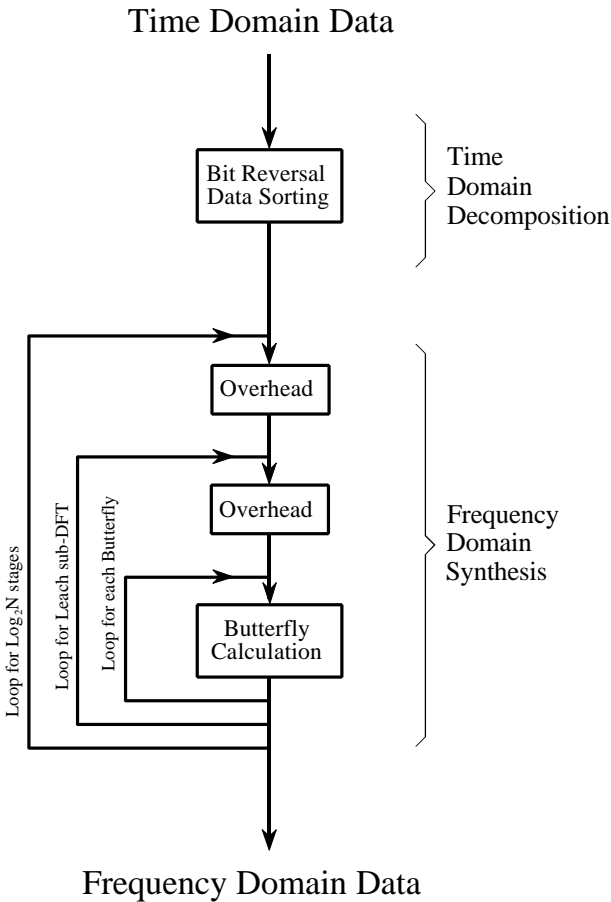 Time Domain Data
Bit Reversal
Data Sorting
Time
Domain
Decomposition
Overhead
Overhead
Butterfly
Calculation
Frequency
Domain
Synthesis
Loop for Log₂N stages
Loop for Leach sub-DFT
Loop for each Butterfly
Frequency Domain Data